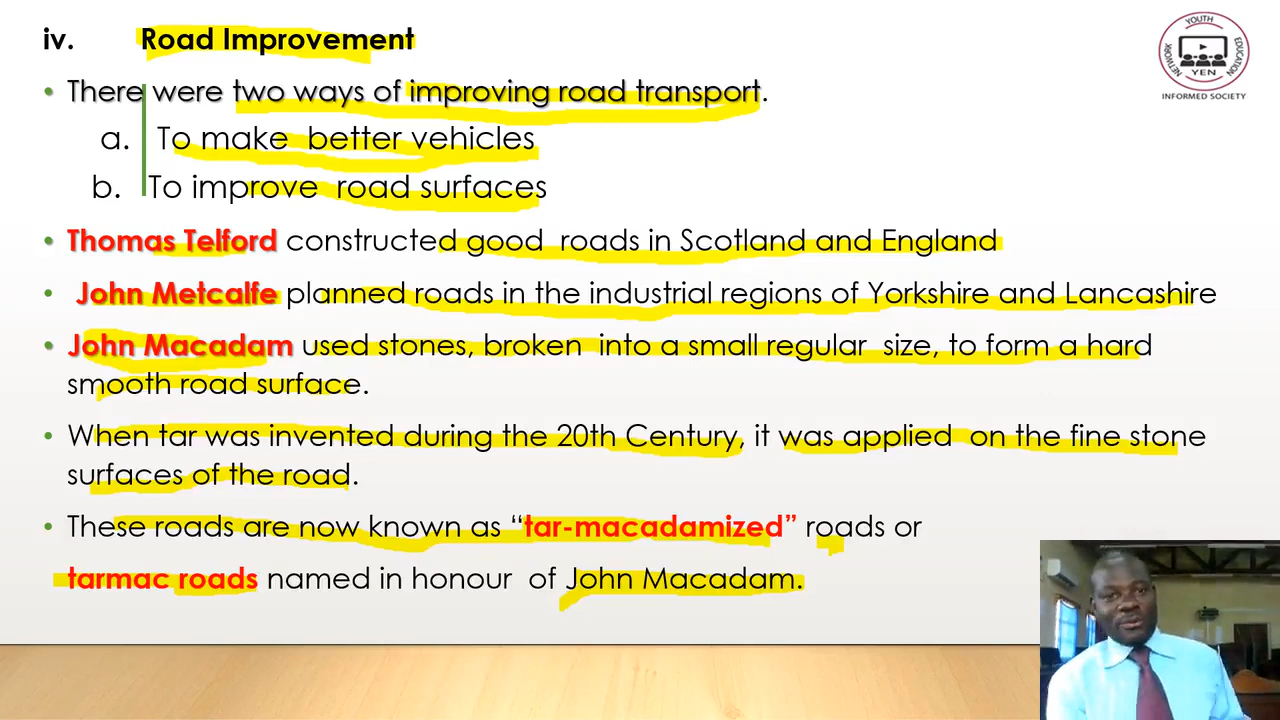 iv. Road Improvement
• There were two ways of improving road transport.
a. To make better vehicles
b. To improve road surfaces
• Thomas Telford constructed good roads in Scotland and England
• John Metcalfe planned roads in the industrial regions of Yorkshire and Lancashire
• John Macadam used stones, broken into a small regular size, to form a hard
smooth road surface.
• When tar was invented during the 20th Century, it was applied on the fine stone
surfaces of the road.
• These roads are now known as “tar-macadamized” roads or
tarmac roads named in honour of John Macadam.
YOUTH
EDUCATION
NETWORK
YEN
INFORMED SOCIETY